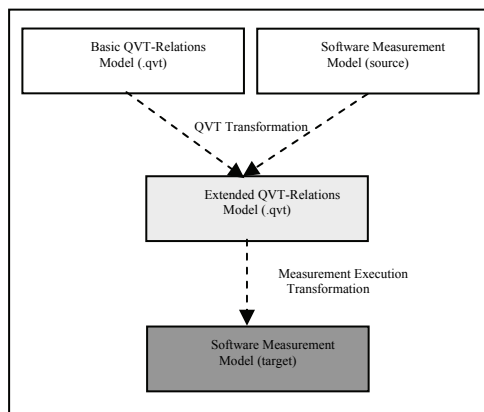 Basic QVT-Relations
Model (.qvt)
Software Measurement
Model (source)
QVT Transformation
Extended QVT-Relations
Model (.qvt)
Measurement Execution
Transformation
Software Measurement
Model (target)